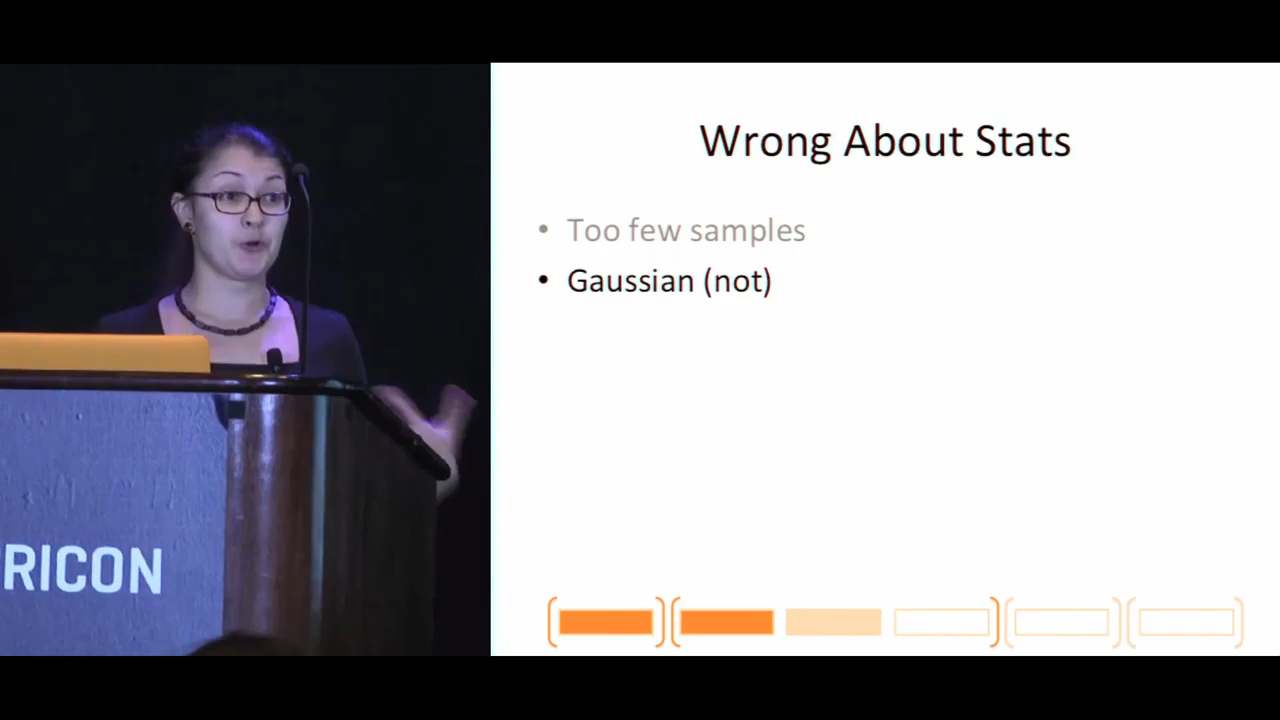 Wrong About Stats
• Too few samples
• Gaussian (not)
RICON